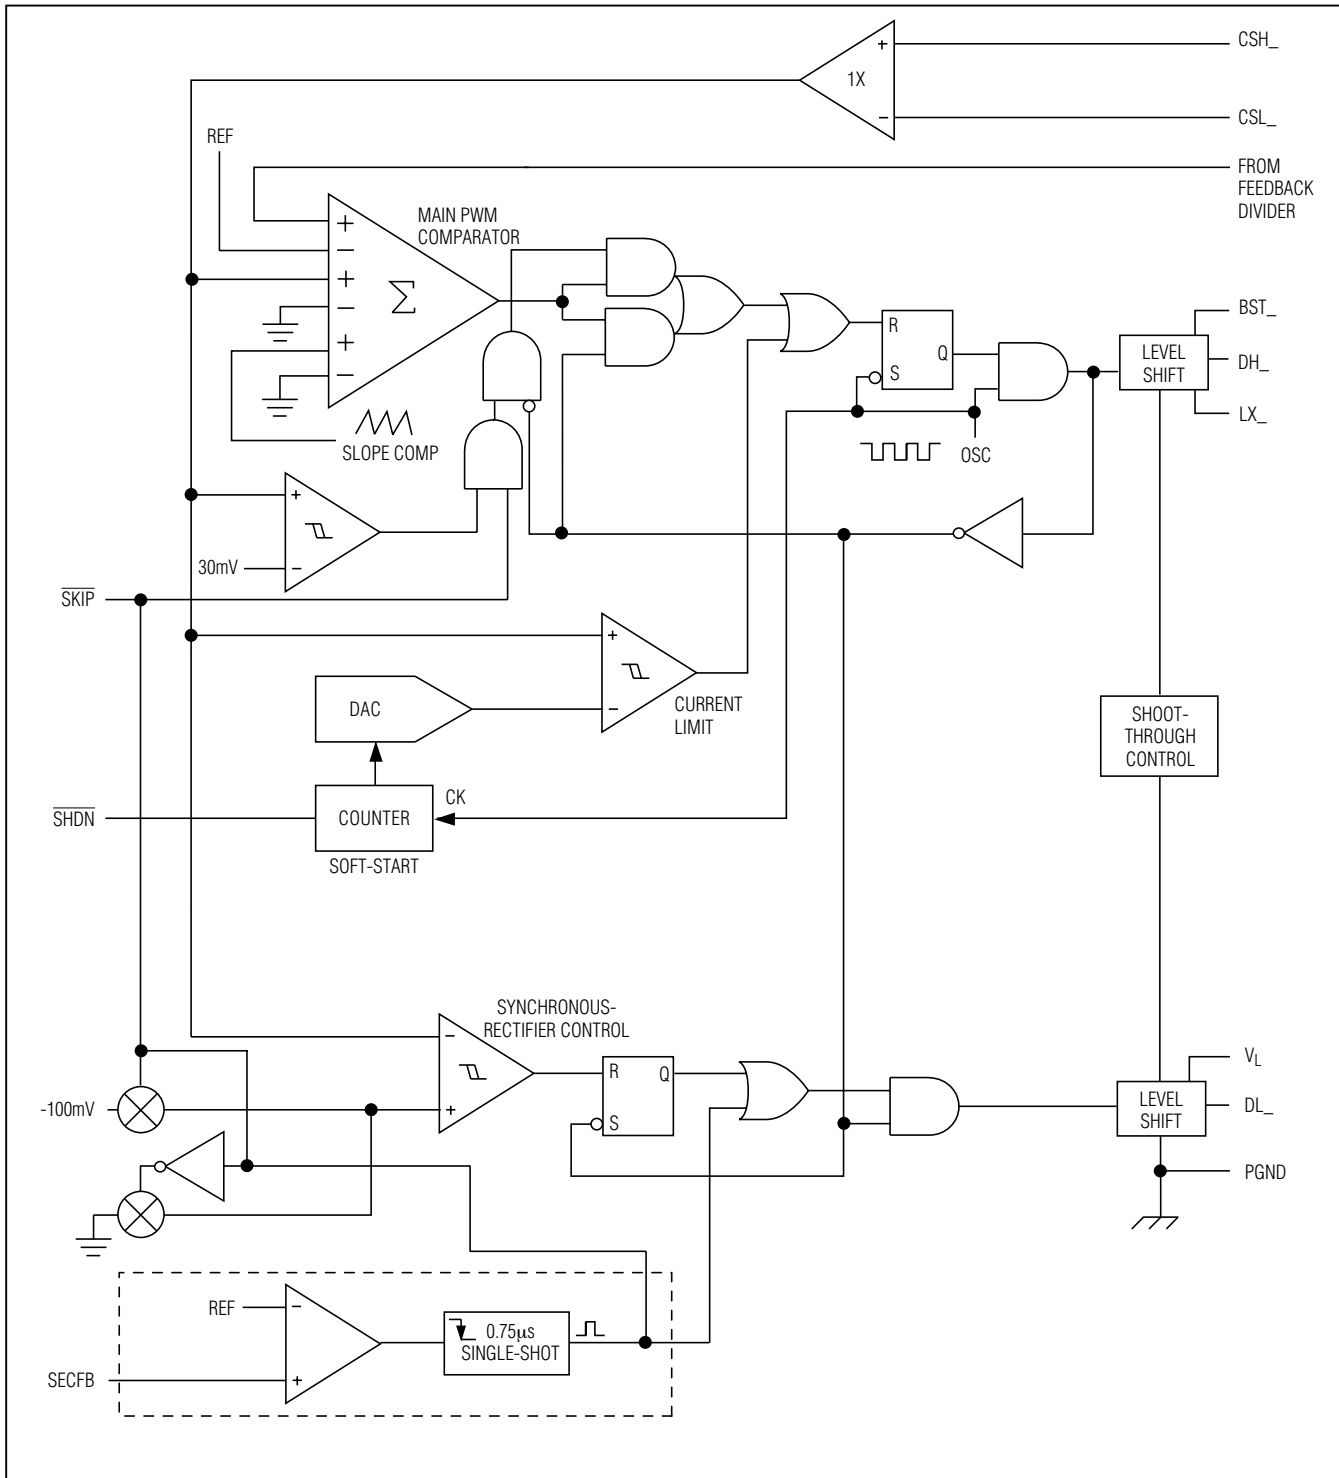 CSH_
+
1X
−
CSL_
REF
FROM
FEEDBACK
DIVIDER
MAIN PWM
COMPARATOR
+
−
+
−
+
−
Σ
SLOPE COMP
R
Q
S
OSC
BST_
LEVEL
SHIFT
DH_
LX_
+
30mV
−
SKIP
+
−
CURRENT
LIMIT
DAC
SHOOT-
THROUGH
CONTROL
SHDN
COUNTER
CK
SOFT-START
SYNCHRONOUS-
RECTIFIER CONTROL
−
+
-100mV
R
Q
S
VL
LEVEL
SHIFT
DL_
PGND
REF
−
0.75µs
SINGLE-SHOT
SECFB
+